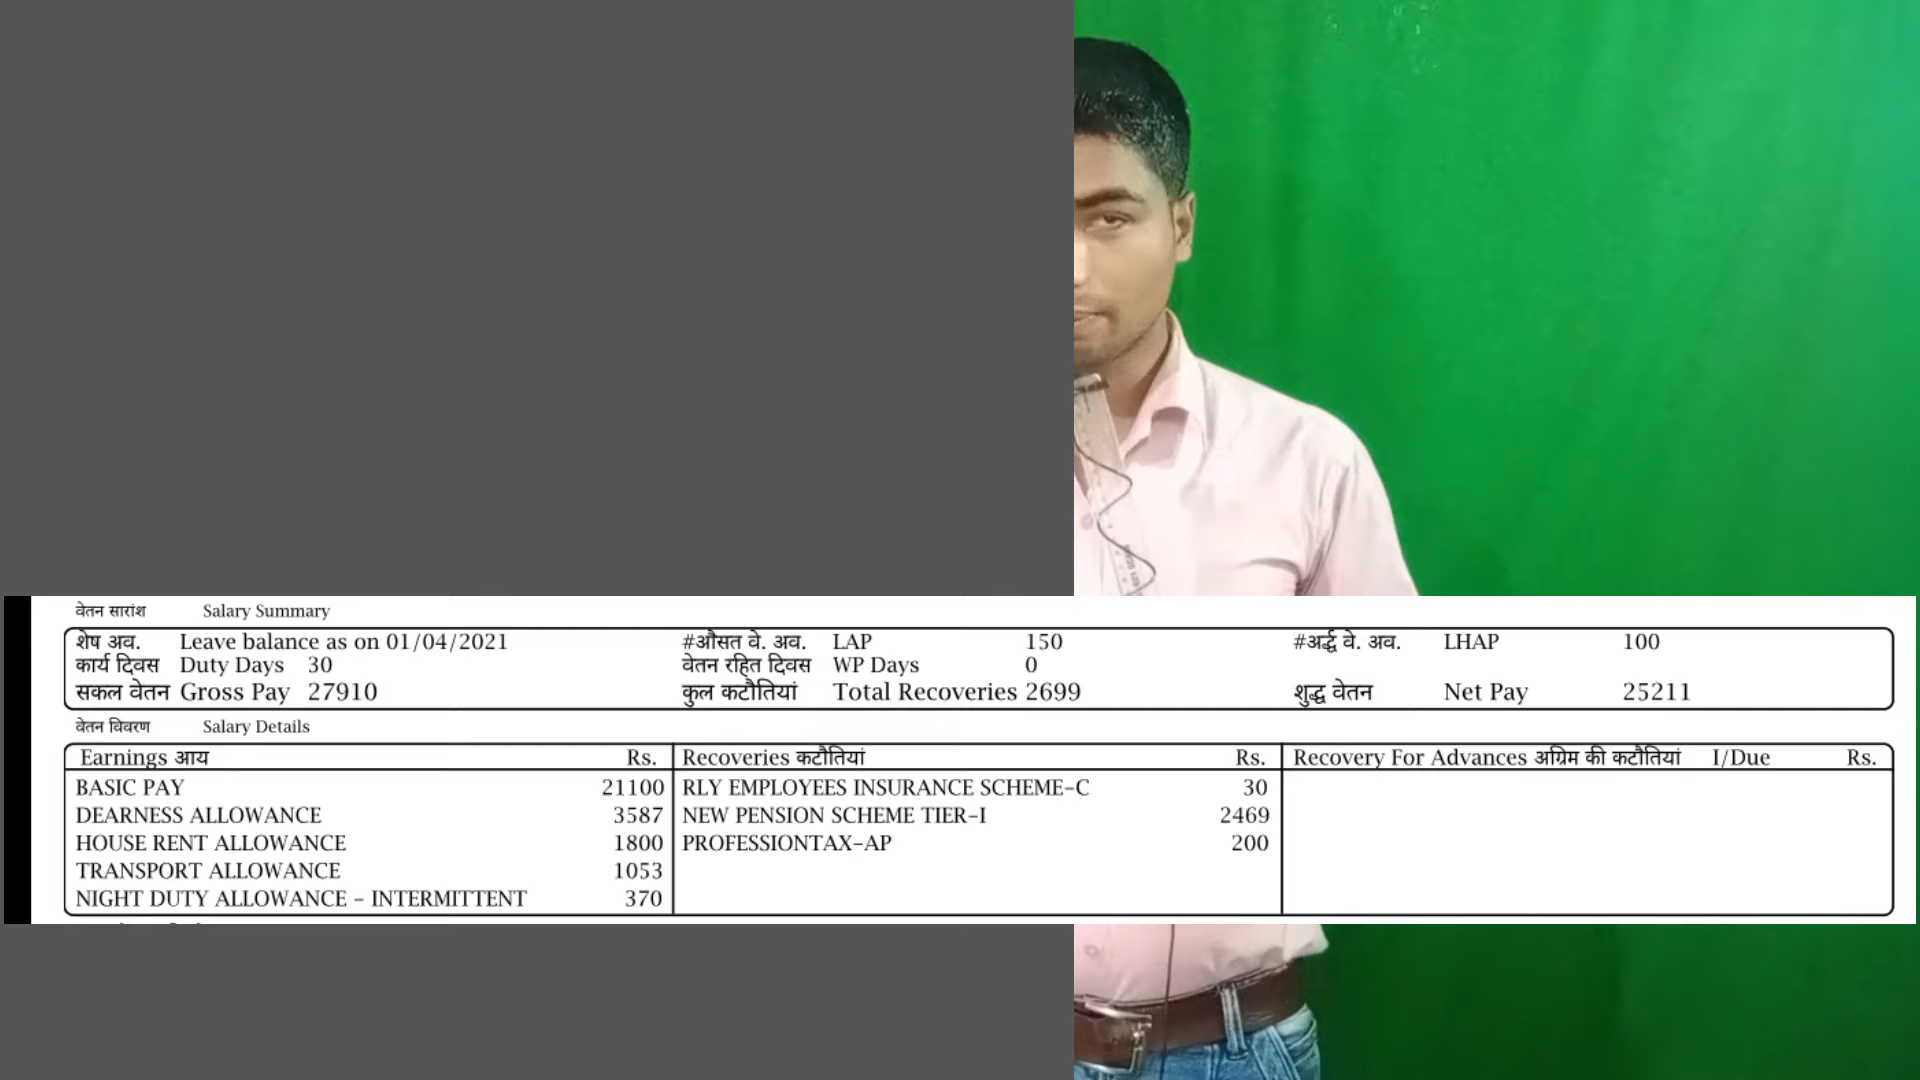 वेतन सारांश Salary Summary
शेष अव. Leave balance as on 01/04/2021 #औसत वे. अव. LAP 150 #अर्द्ध वे. अव. LHAP 100
कार्य दिवस Duty Days 30 वेतन रहित दिवस WP Days 0
सकल वेतन Gross Pay 27910 कुल कटौतियां Total Recoveries 2699 शुद्ध वेतन Net Pay 25211
वेतन विवरण Salary Details
Earnings आय Rs. Recoveries कटौतियां Rs. Recovery For Advances अग्रिम की कटौतियां I/Due Rs.
BASIC PAY 21100 RLY EMPLOYEES INSURANCE SCHEME-C 30
DEARNESS ALLOWANCE 3587 NEW PENSION SCHEME TIER-I 2469
HOUSE RENT ALLOWANCE 1800 PROFESSIONTAX-AP 200
TRANSPORT ALLOWANCE 1053
NIGHT DUTY ALLOWANCE - INTERMITTENT 370